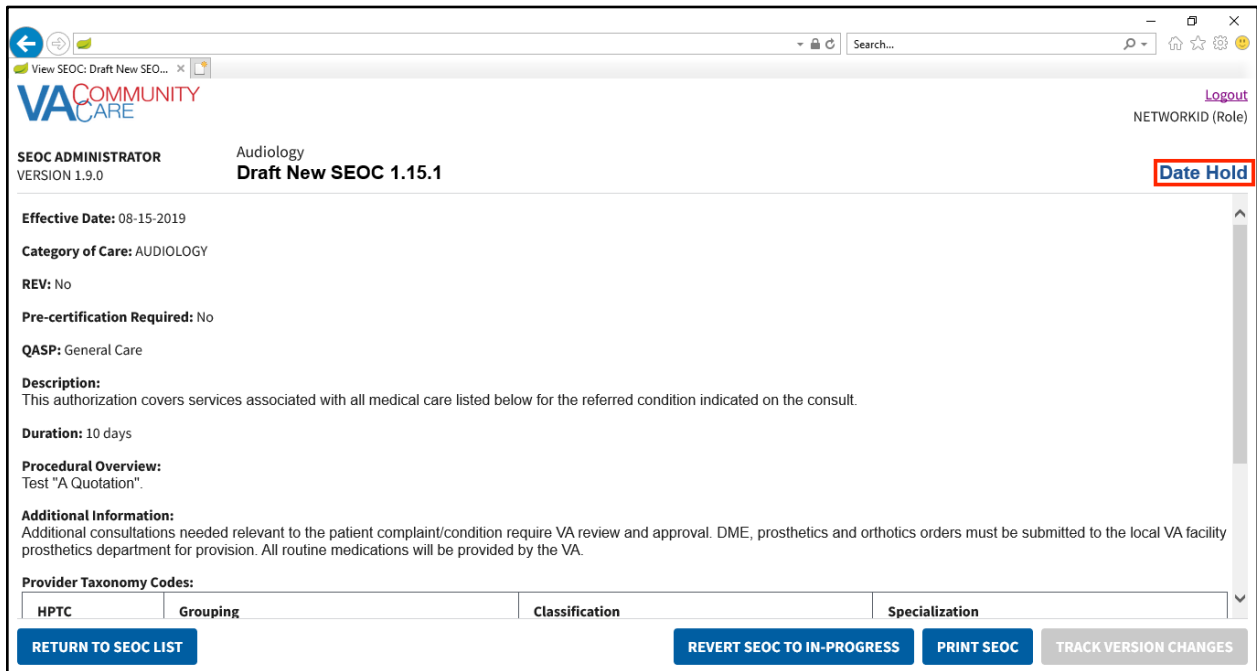 Search...
View SEOC: Draft New SEO...
VA COMMUNITY CARE
Logout
NETWORKID (Role)
SEOC ADMINISTRATOR
VERSION 1.9.0
Audiology
Draft New SEOC 1.15.1
Date Hold
Effective Date: 08-15-2019
Category of Care: AUDIOLOGY
REV: No
Pre-certification Required: No
QASP: General Care
Description:
This authorization covers services associated with all medical care listed below for the referred condition indicated on the consult.
Duration: 10 days
Procedural Overview:
Test "A Quotation".
Additional Information:
Additional consultations needed relevant to the patient complaint/condition require VA review and approval. DME, prosthetics and orthotics orders must be submitted to the local VA facility
prosthetics department for provision. All routine medications will be provided by the VA.
Provider Taxonomy Codes:
HPTC Grouping Classification Specialization
RETURN TO SEOC LIST REVERT SEOC TO IN-PROGRESS PRINT SEOC TRACK VERSION CHANGES